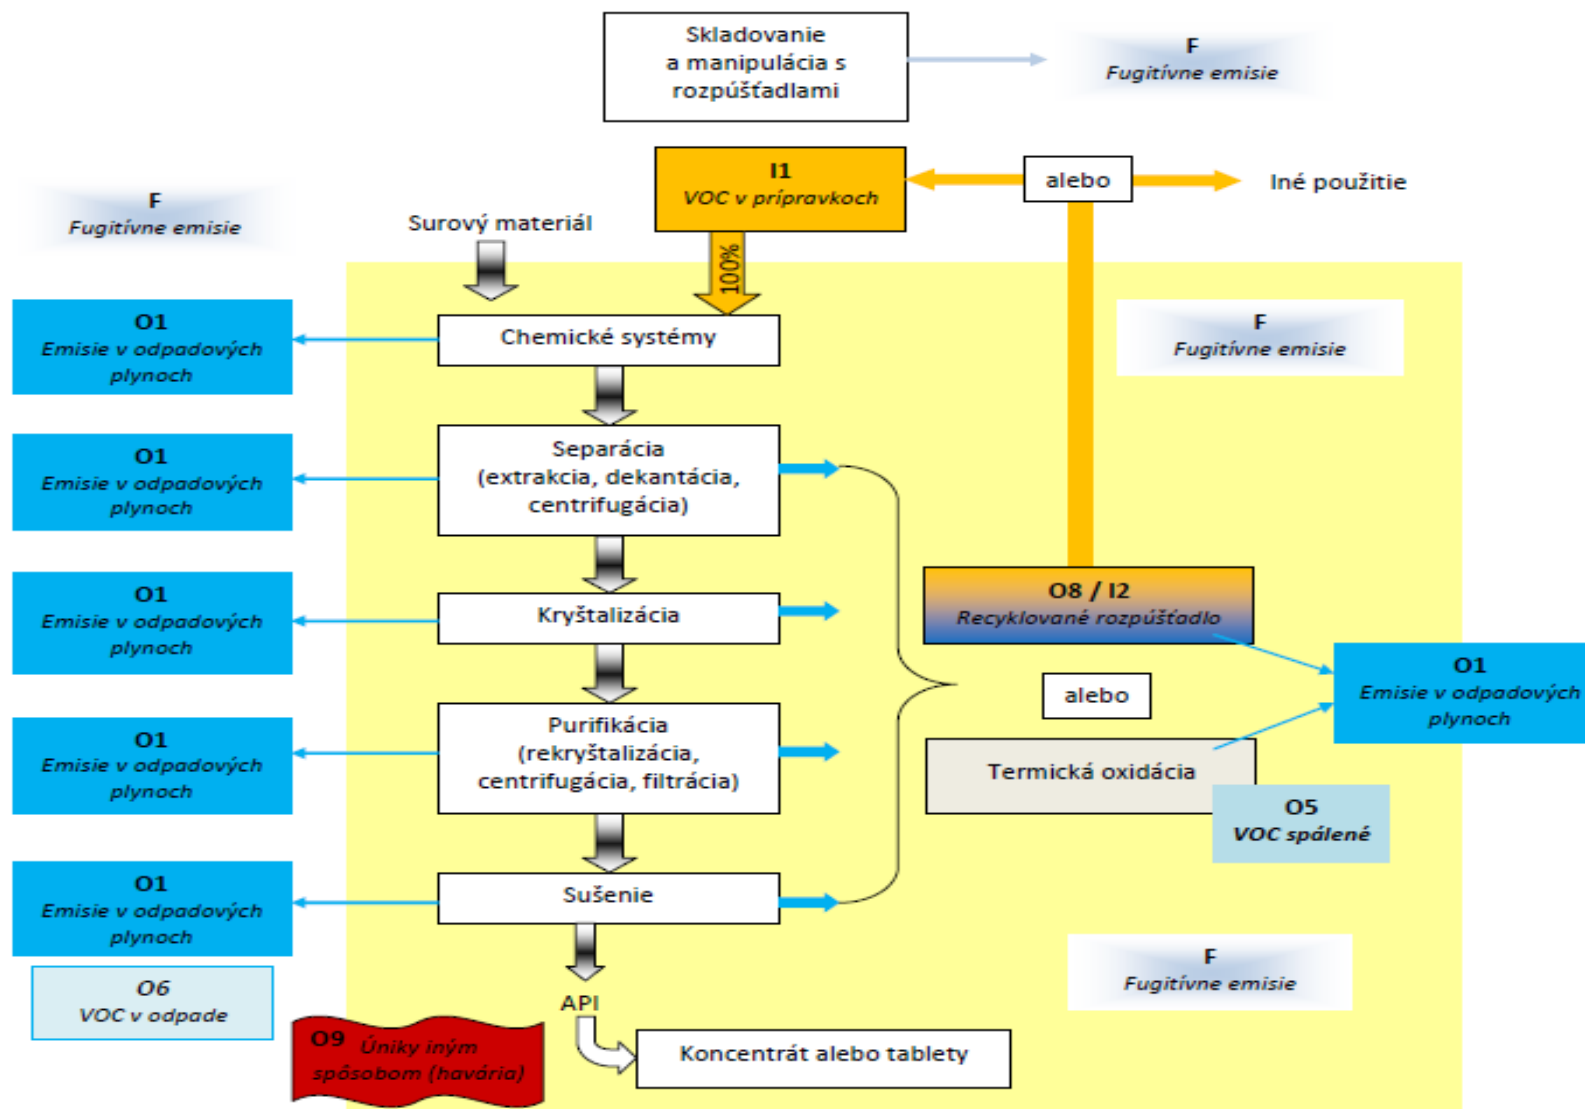 Skladovanie
a manipulácia s
rozpúšťadlami
F
Fugitívne emisie
I1
VOC v prípravkoch
alebo
Iné použitie
F
Fugitívne emisie
Surový materiál
100%
O1
Emisie v odpadových
plynoch
Chemické systémy
F
Fugitívne emisie
O1
Emisie v odpadových
plynoch
Separácia
(extrakcia, dekantácia,
centrifugácia)
O1
Emisie v odpadových
plynoch
Kryštalizácia
O8 / I2
Recyklované rozpúšťadlo
O1
Emisie v odpadových
plynoch
alebo
O1
Emisie v odpadových
plynoch
Purifikácia
(rekryštalizácia,
centrifugácia, filtrácia)
Termická oxidácia
O5
VOC spálené
O1
Emisie v odpadových
plynoch
Sušenie
O6
VOC v odpade
F
Fugitívne emisie
API
O9 Úniky iným
spôsobom (havária)
Koncentrát alebo tablety